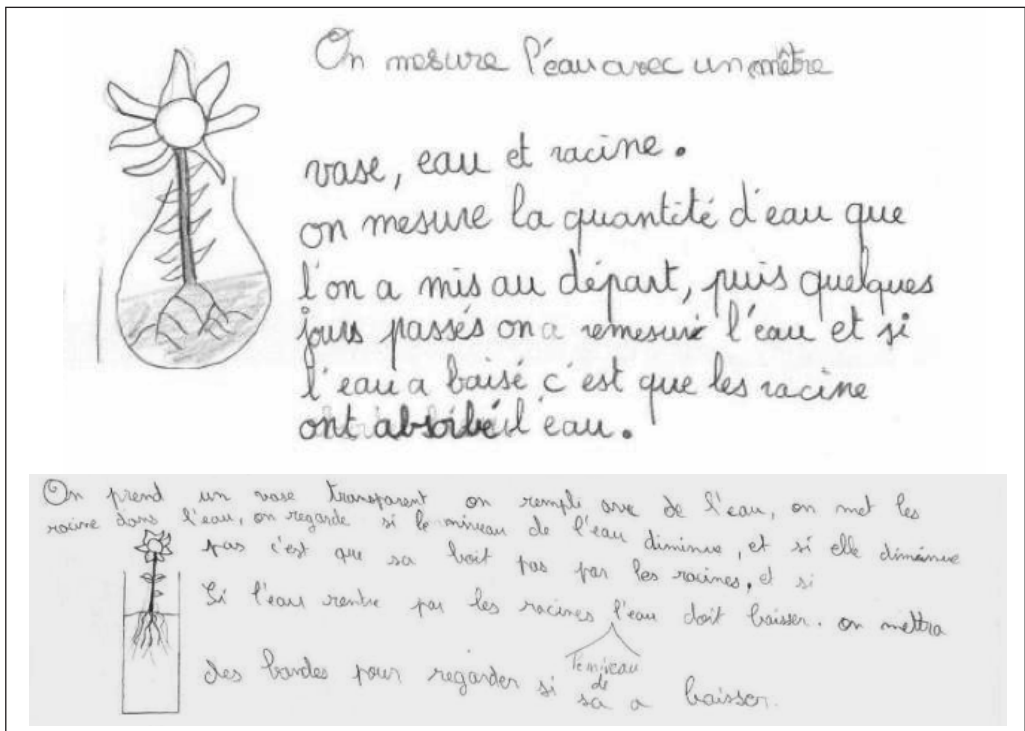 On mesure l'eau avec un mètre
vase, eau et racine.
on mesure la quantité d'eau que
l'on a mis au départ, puis quelques
jours passés on a remesuré l'eau et si
l'eau a baisé c'est que les racine
ont absorbé l'eau.
On prend un vase transparent on remple avec de l'eau, on met les
racine dans l'eau, on regarde si le niveau de l'eau diminue, et si elle diminue
pas c'est que sa boit pas par les racines, et si
Si l'eau rentre par les racines l'eau doit baisser. on mettra
le niveau
de
des bandes pour regarder si sa a baisser.